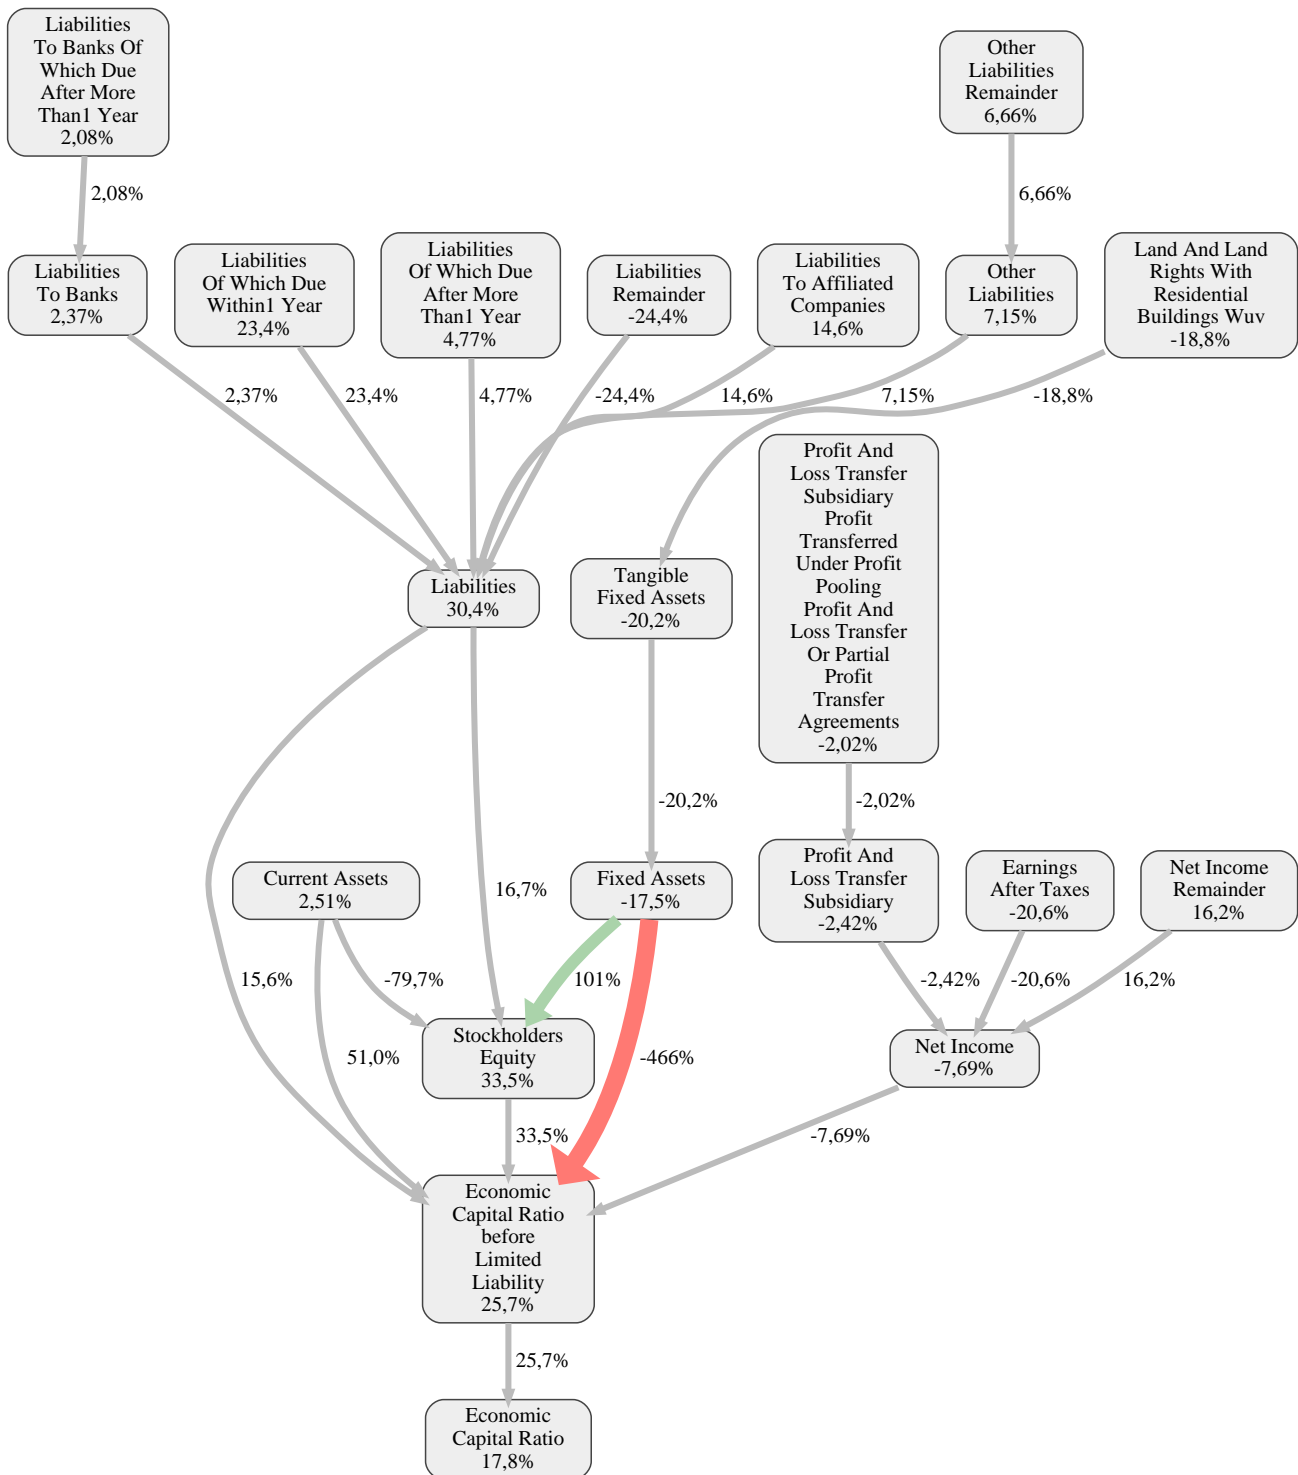 Liabilities
To Banks Of
Which Due
After More
Than1 Year
2,08%
Other
Liabilities
Remainder
6,66%
2,08%
6,66%
Liabilities
To Banks
2,37%
Liabilities
Of Which Due
Within1 Year
23,4%
Liabilities
Of Which Due
After More
Than1 Year
4,77%
Liabilities
Remainder
-24,4%
Liabilities
To Affiliated
Companies
14,6%
Other
Liabilities
7,15%
Land And Land
Rights With
Residential
Buildings Wuv
-18,8%
2,37%
23,4%
4,77%
-24,4%
14,6%
7,15%
-18,8%
Profit And
Loss Transfer
Subsidiary
Profit
Transferred
Under Profit
Pooling
Profit And
Loss Transfer
Or Partial
Profit
Transfer
Agreements
-2,02%
Liabilities
30,4%
Tangible
Fixed Assets
-20,2%
-20,2%
-2,02%
Current Assets
2,51%
16,7%
Fixed Assets
-17,5%
Profit And
Loss Transfer
Subsidiary
-2,42%
Earnings
After Taxes
-20,6%
Net Income
Remainder
16,2%
15,6%
-79,7%
101%
-2,42%
-20,6%
16,2%
51,0%
Stockholders
Equity
33,5%
-466%
Net Income
-7,69%
33,5%
-7,69%
Economic
Capital Ratio
before
Limited
Liability
25,7%
25,7%
Economic
Capital Ratio
17,8%